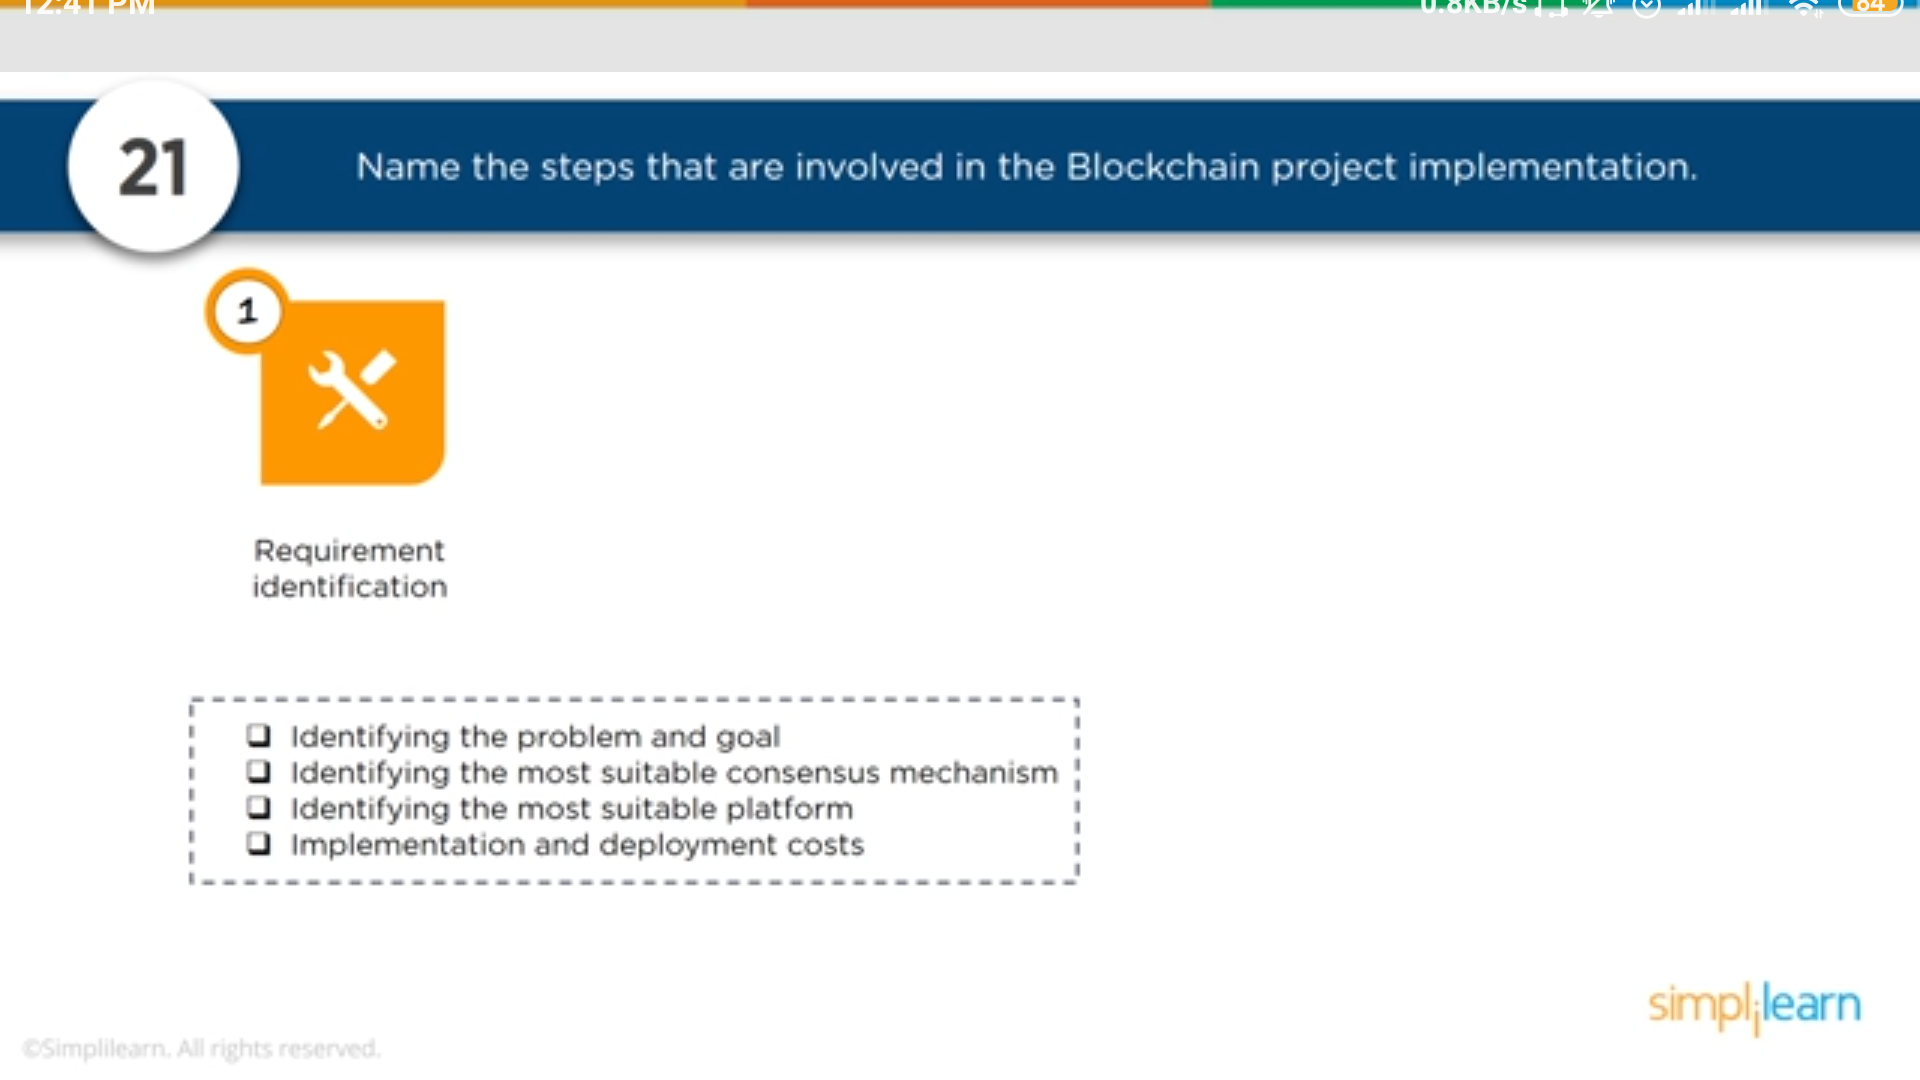 12:41 PM
0.8KB/s
84
21
Name the steps that are involved in the Blockchain project implementation.
1
Requirement
identification
❑ Identifying the problem and goal
❑ Identifying the most suitable consensus mechanism
❑ Identifying the most suitable platform
❑ Implementation and deployment costs
simplilearn
©Simplilearn. All rights reserved.